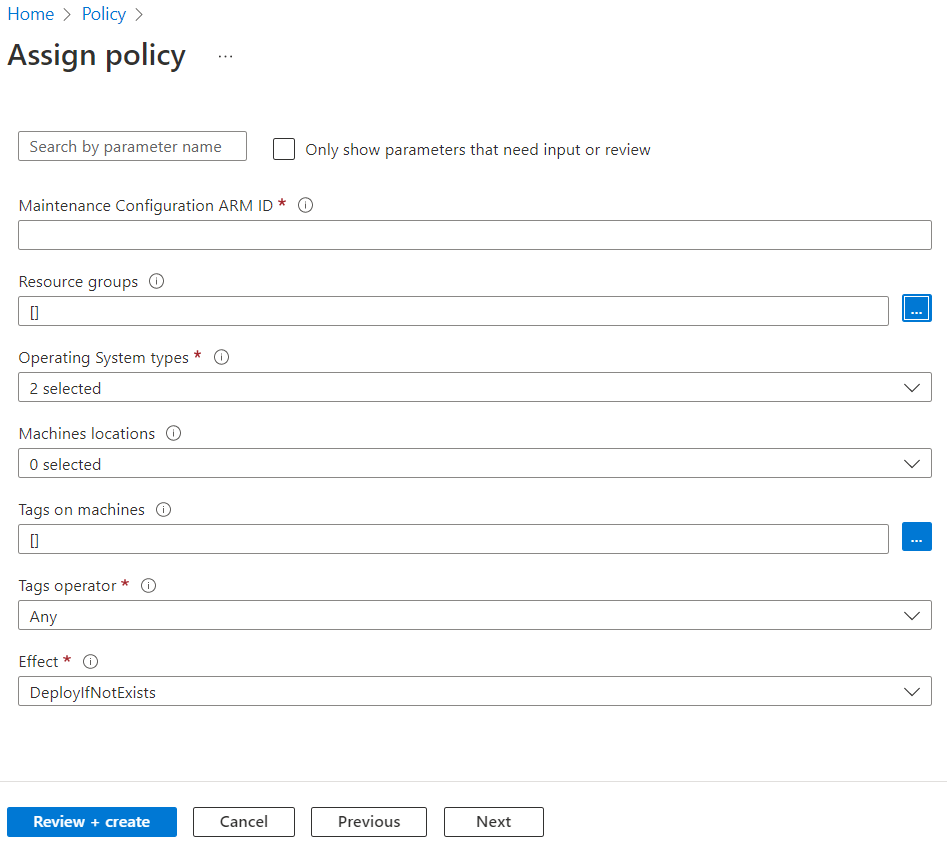 Home > Policy >
Assign policy ...
Search by parameter name
Only show parameters that need input or review
Maintenance Configuration ARM ID *
Resource groups
[]
...
Operating System types *
2 selected
Machines locations
0 selected
Tags on machines
[]
...
Tags operator *
Any
Effect *
DeployIfNotExists
Review + create Cancel Previous Next